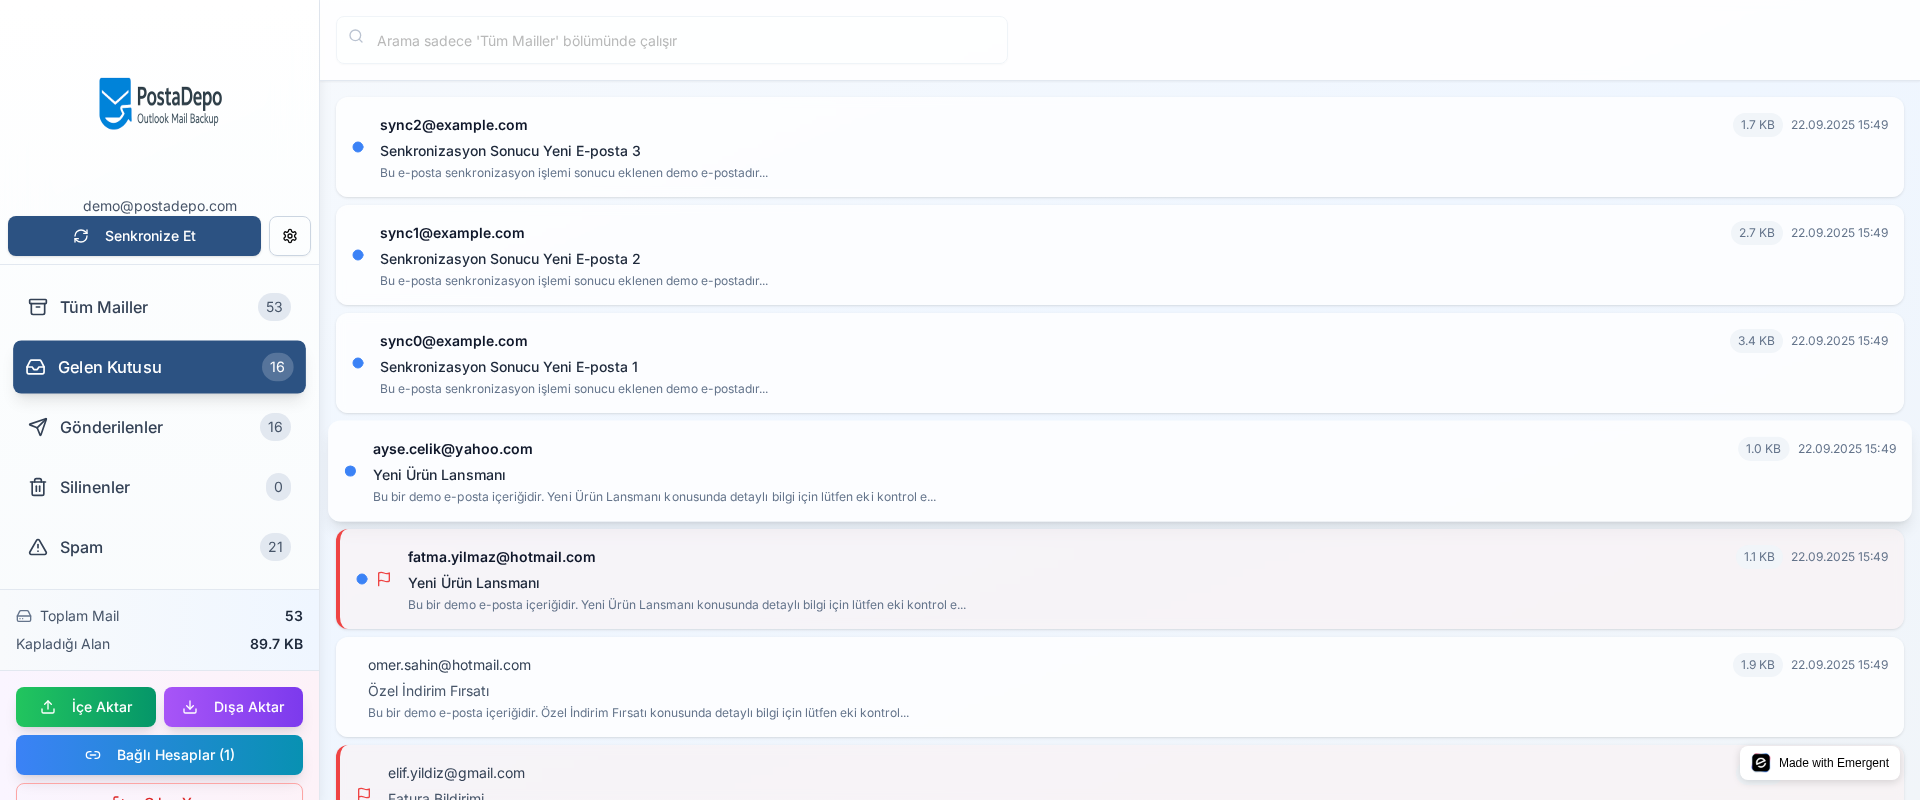 PostaDepo
Outlook Mail Backup
demo@postadepo.com
Senkronize Et
Tüm Mailler 53
Gelen Kutusu 16
Gönderilenler 16
Silinenler 0
Spam 21
Toplam Mail 53
Kapladığı Alan 89.7 KB
İçe Aktar Dışa Aktar
Bağlı Hesaplar (1)
Arama sadece 'Tüm Mailler' bölümünde çalışır
sync2@example.com 1.7 KB 22.09.2025 15:49
Senkronizasyon Sonucu Yeni E-posta 3
Bu e-posta senkronizasyon işlemi sonucu eklenen demo e-postadır...
sync1@example.com 2.7 KB 22.09.2025 15:49
Senkronizasyon Sonucu Yeni E-posta 2
Bu e-posta senkronizasyon işlemi sonucu eklenen demo e-postadır...
sync0@example.com 3.4 KB 22.09.2025 15:49
Senkronizasyon Sonucu Yeni E-posta 1
Bu e-posta senkronizasyon işlemi sonucu eklenen demo e-postadır...
ayse.celik@yahoo.com 1.0 KB 22.09.2025 15:49
Yeni Ürün Lansmanı
Bu bir demo e-posta içeriğidir. Yeni Ürün Lansmanı konusunda detaylı bilgi için lütfen eki kontrol e...
fatma.yilmaz@hotmail.com 1.1 KB 22.09.2025 15:49
Yeni Ürün Lansmanı
Bu bir demo e-posta içeriğidir. Yeni Ürün Lansmanı konusunda detaylı bilgi için lütfen eki kontrol e...
omer.sahin@hotmail.com 1.9 KB 22.09.2025 15:49
Özel İndirim Fırsatı
Bu bir demo e-posta içeriğidir. Özel İndirim Fırsatı konusunda detaylı bilgi için lütfen eki kontrol...
elif.yildiz@gmail.com
Fatura Bildirimi
Made with Emergent